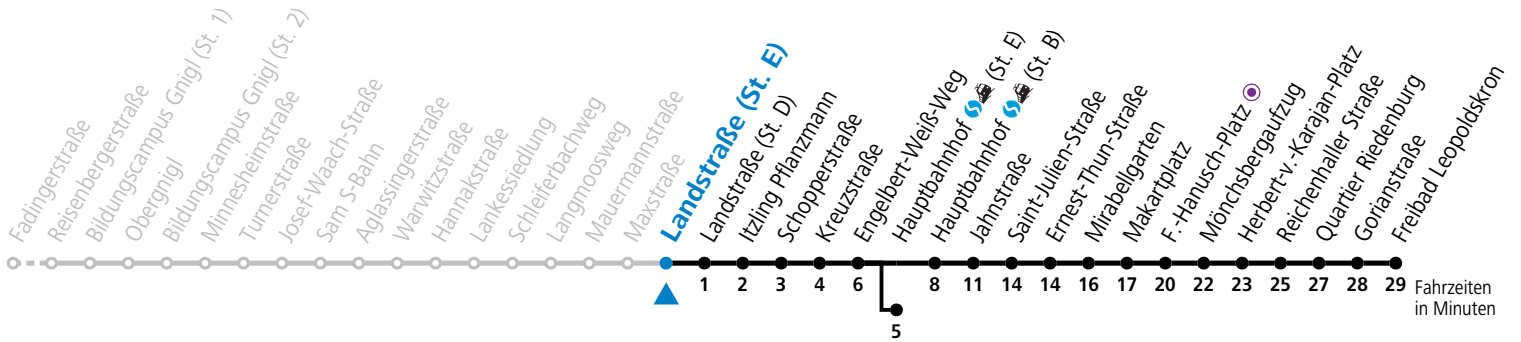 Fadingerstraße
Reisenbergerstraße
Bildungscampus Gnigl (St. 1)
Obergnigl
Bildungscampus Gnigl (St. 2)
Minnesheimstraße
Turnerstraße
Josef-Waach-Straße
Sam S-Bahn
Aglassingerstraße
Warwitzstraße
Hannakstraße
Lankessiedlung
Schleiferbachweg
Langmoosweg
Mauermannstraße
Maxstraße
Landstraße (St. E)
Landstraße (St. D)
Itzling Pflanzmann
Schopperstraße
Kreuzstraße
Engelbert-Weiß-Weg
Hauptbahnhof (St. E)
Hauptbahnhof (St. B)
Jahnstraße
Saint-Julien-Straße
Ernest-Thun-Straße
Mirabellgarten
Makartplatz
F.-Hanusch-Platz
Mönchsbergaufzug
Herbert-v.-Karajan-Platz
Reichenhaller Straße
Quartier Riedenburg
Gorianstraße
Freibad Leopoldskron
1 2 3 4 6 8 11 14 14 16 17 20 22 23 25 27 28 29 Fahrzeiten
in Minuten
5